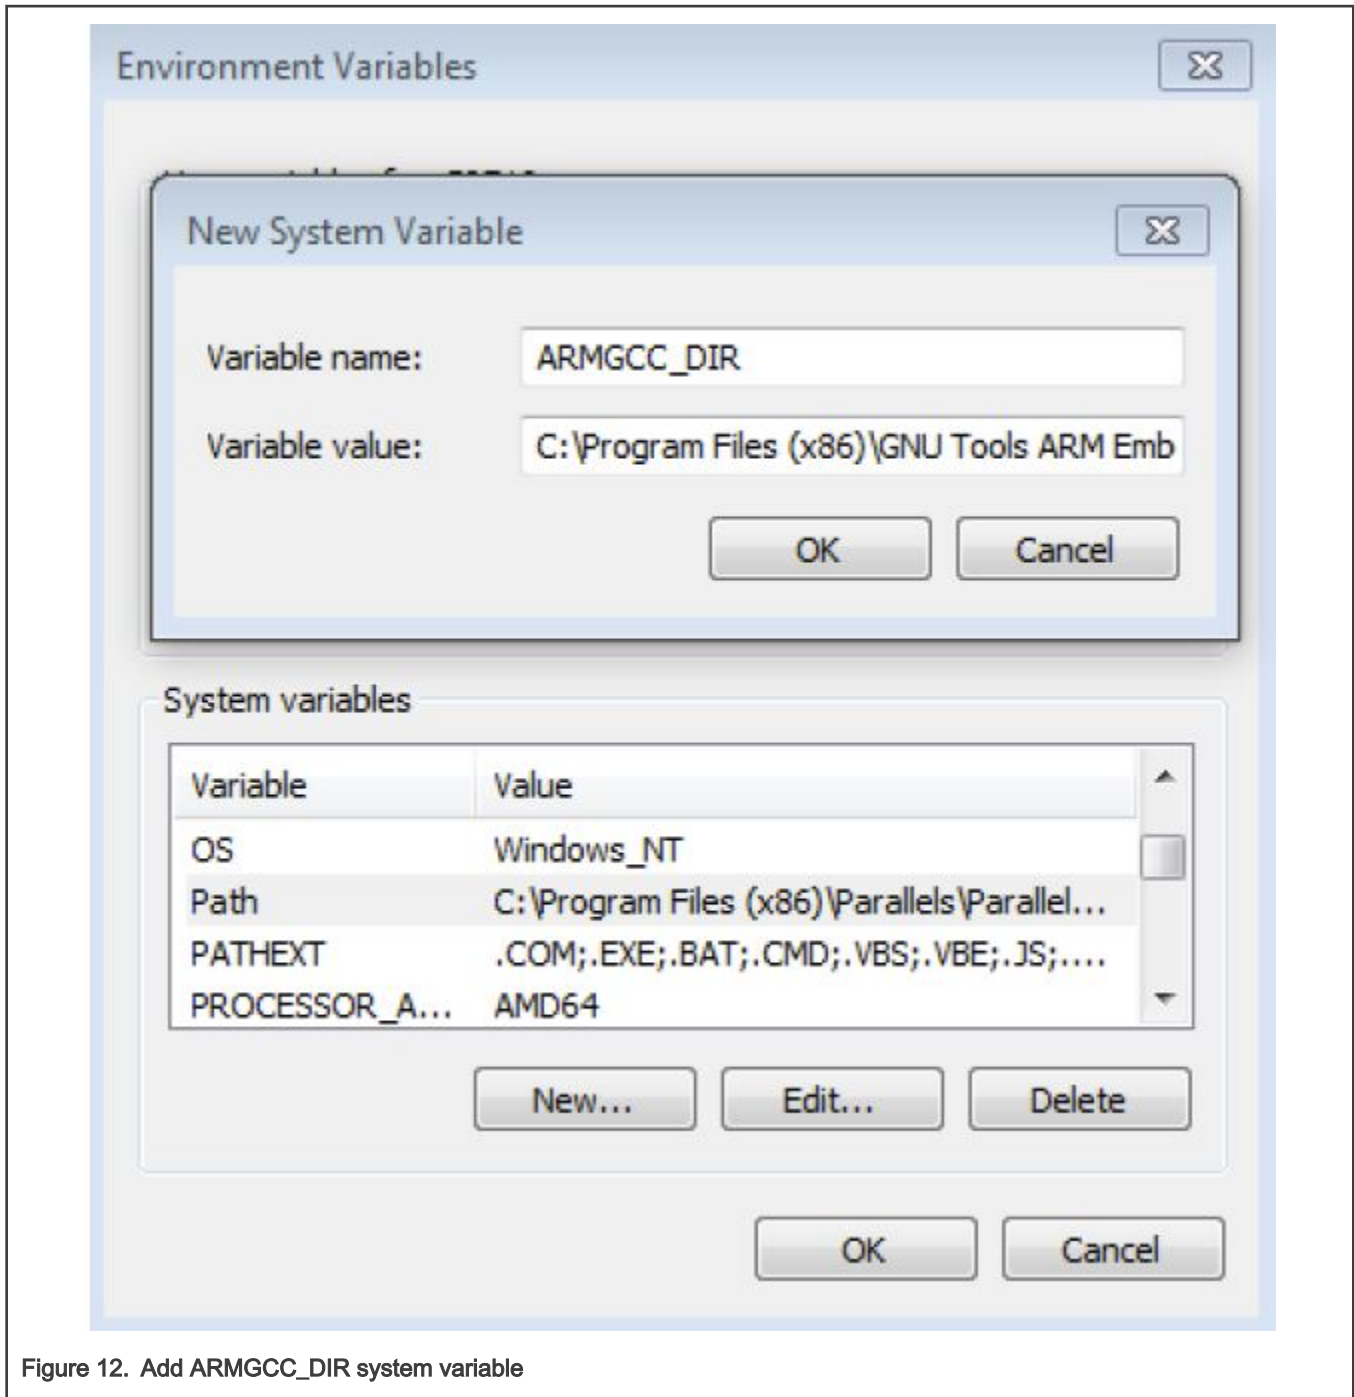 Environment Variables
New System Variable
Variable name: ARMGCC_DIR
Variable value: C:\Program Files (x86)\GNU Tools ARM Emb
OK Cancel
System variables
Variable Value
OS Windows_NT
Path C:\Program Files (x86)\Parallels\Parallel...
PATHEXT .COM;.EXE;.BAT;.CMD;.VBS;.VBE;.JS;....
PROCESSOR_A... AMD64
New... Edit... Delete
OK Cancel
Figure 12. Add ARMGCC_DIR system variable